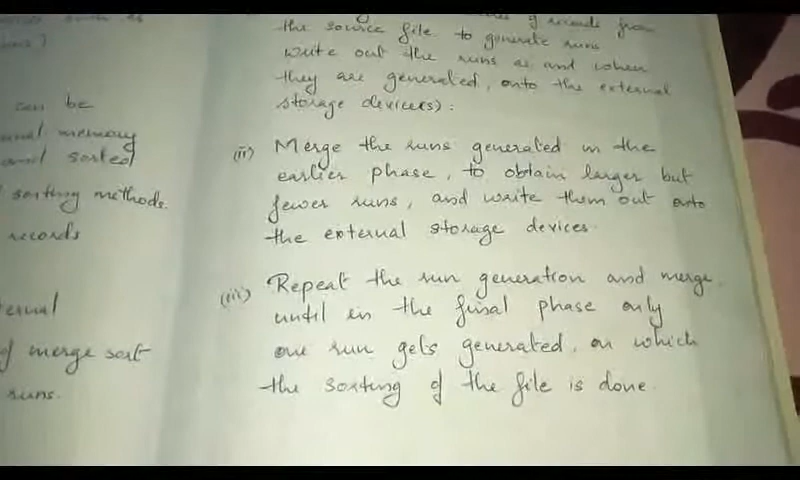 can be
memory
and sorted
sorting methods.
records
of merge sort
runs.
of records from
the source file to generate runs
write out the runs as and when
they are generated, onto the external
storage devices):
(ii) Merge the runs generated in the
earlier phase, to obtain larger but
fewer runs, and write them out onto
the external storage devices.
(iii) Repeat the run generation and merge
until in the final phase only
one run gets generated, on which
the sorting of the file is done.